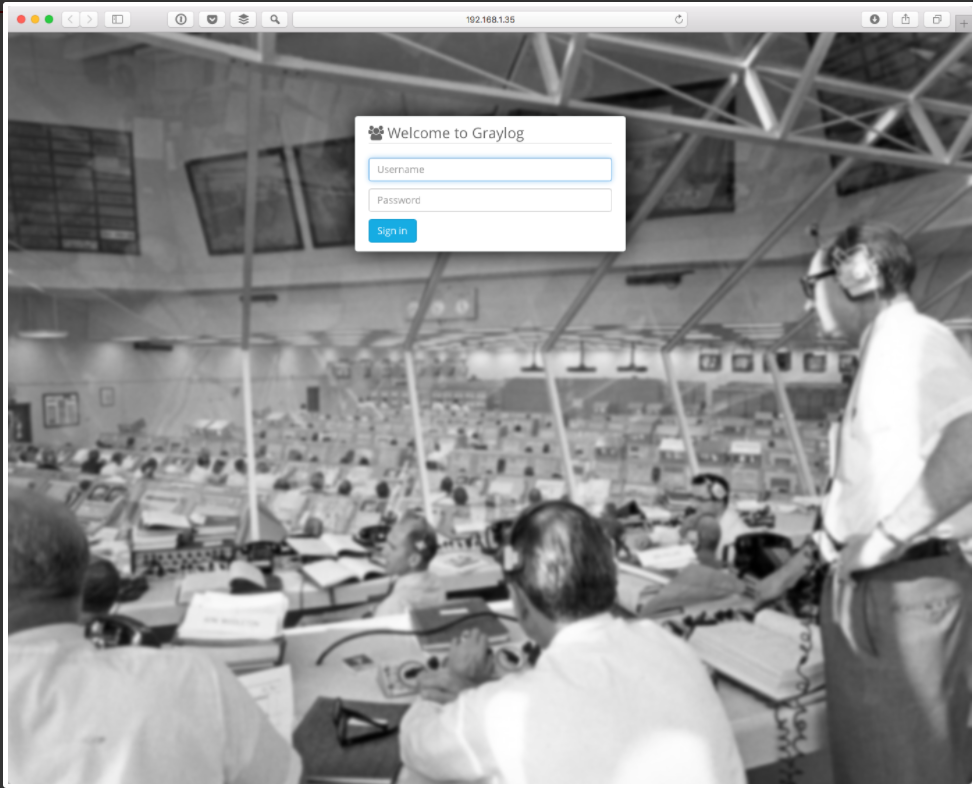 192.168.1.35
Welcome to Graylog
Username
Password
Sign in